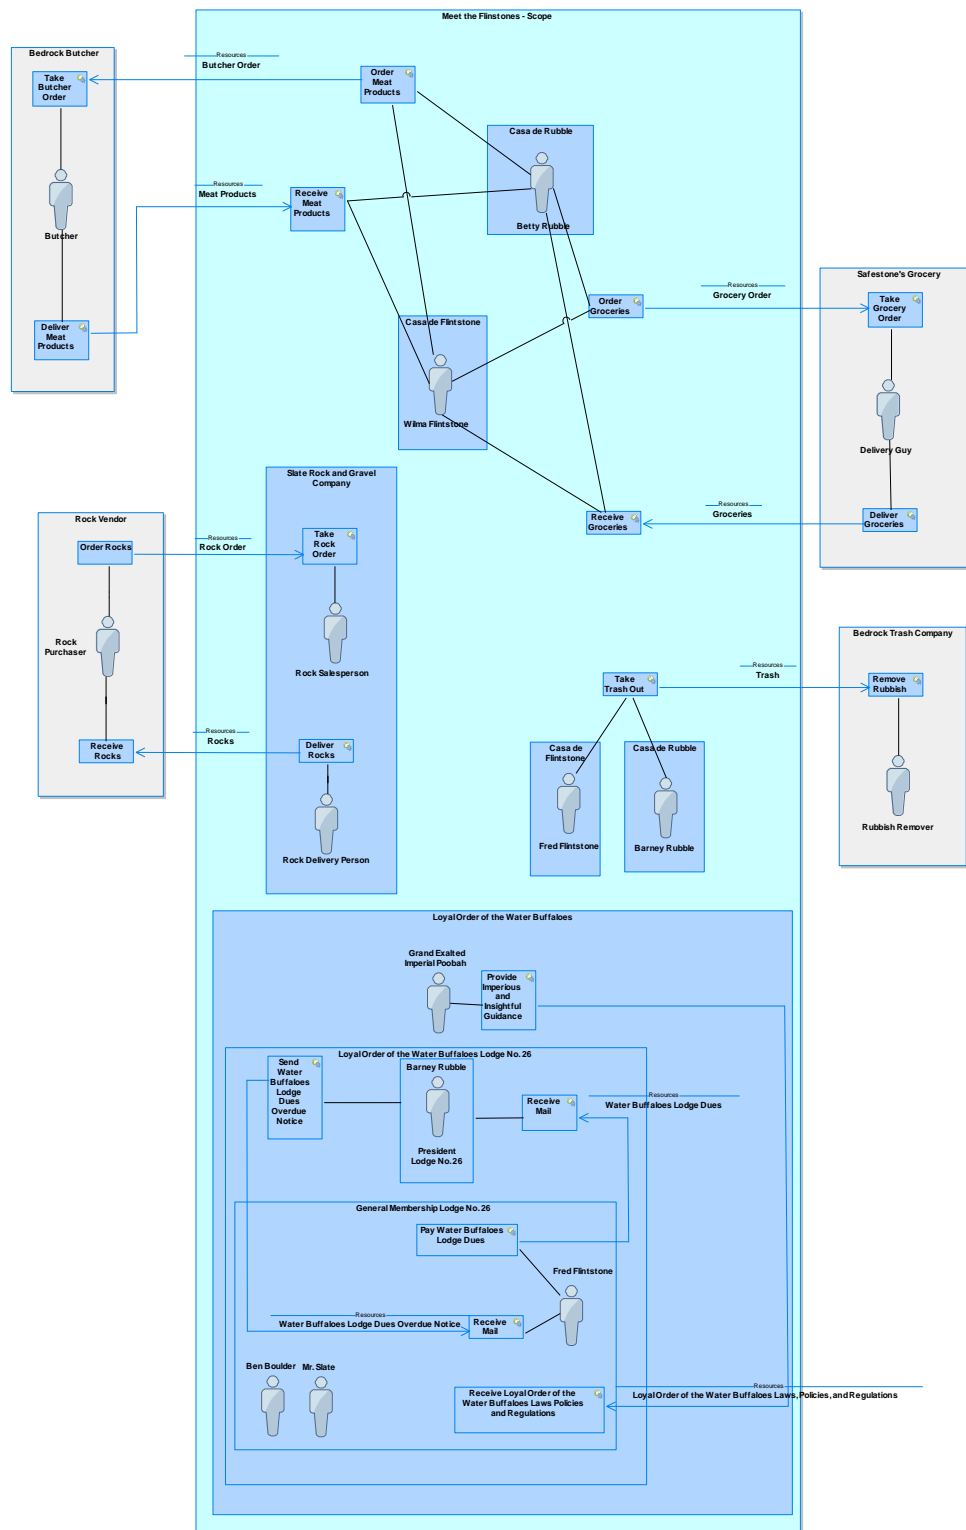 Meet the Flinstones - Scope
Bedrock Butcher
Take
Butcher
Order
Resources
Butcher Order
Order
Meat
Products
Casa de Rubble
Betty Rubble
Resources
Meat Products
Receive
Meat
Products
Butcher
Deliver
Meat
Products
Order
Groceries
Resources
Grocery Order
Safestone's Grocery
Take
Grocery
Order
Delivery Guy
Deliver
Groceries
Casa de Flintstone
Wilma Flintstone
Receive
Groceries
Resources
Groceries
Slate Rock and Gravel
Company
Rock Vendor
Order Rocks
Resources
Rock Order
Take
Rock
Order
Rock
Purchaser
Rock Salesperson
Receive
Rocks
Resources
Rocks
Deliver
Rocks
Rock Delivery Person
Take
Trash Out
Resources
Trash
Bedrock Trash Company
Remove
Rubbish
Rubbish Remover
Casa de
Flintstone
Fred Flintstone
Casa de Rubble
Barney Rubble
Loyal Order of the Water Buffaloes
Grand Exalted
Imperial Poobah
Provide
Imperious
and
Insightful
Guidance
Loyal Order of the Water Buffaloes Lodge No. 26
Send
Water
Buffaloes
Lodge
Dues
Overdue
Notice
Barney Rubble
President
Lodge No. 26
Receive
Mail
Resources
Water Buffaloes Lodge Dues
General Membership Lodge No. 26
Pay Water Buffaloes
Lodge Dues
Fred Flintstone
Resources
Water Buffaloes Lodge Dues Overdue Notice
Receive
Mail
Ben Boulder
Mr. Slate
Receive Loyal Order of the
Water Buffaloes Laws Policies
and Regulations
Resources
Loyal Order of the Water Buffaloes Laws, Policies, and Regulations